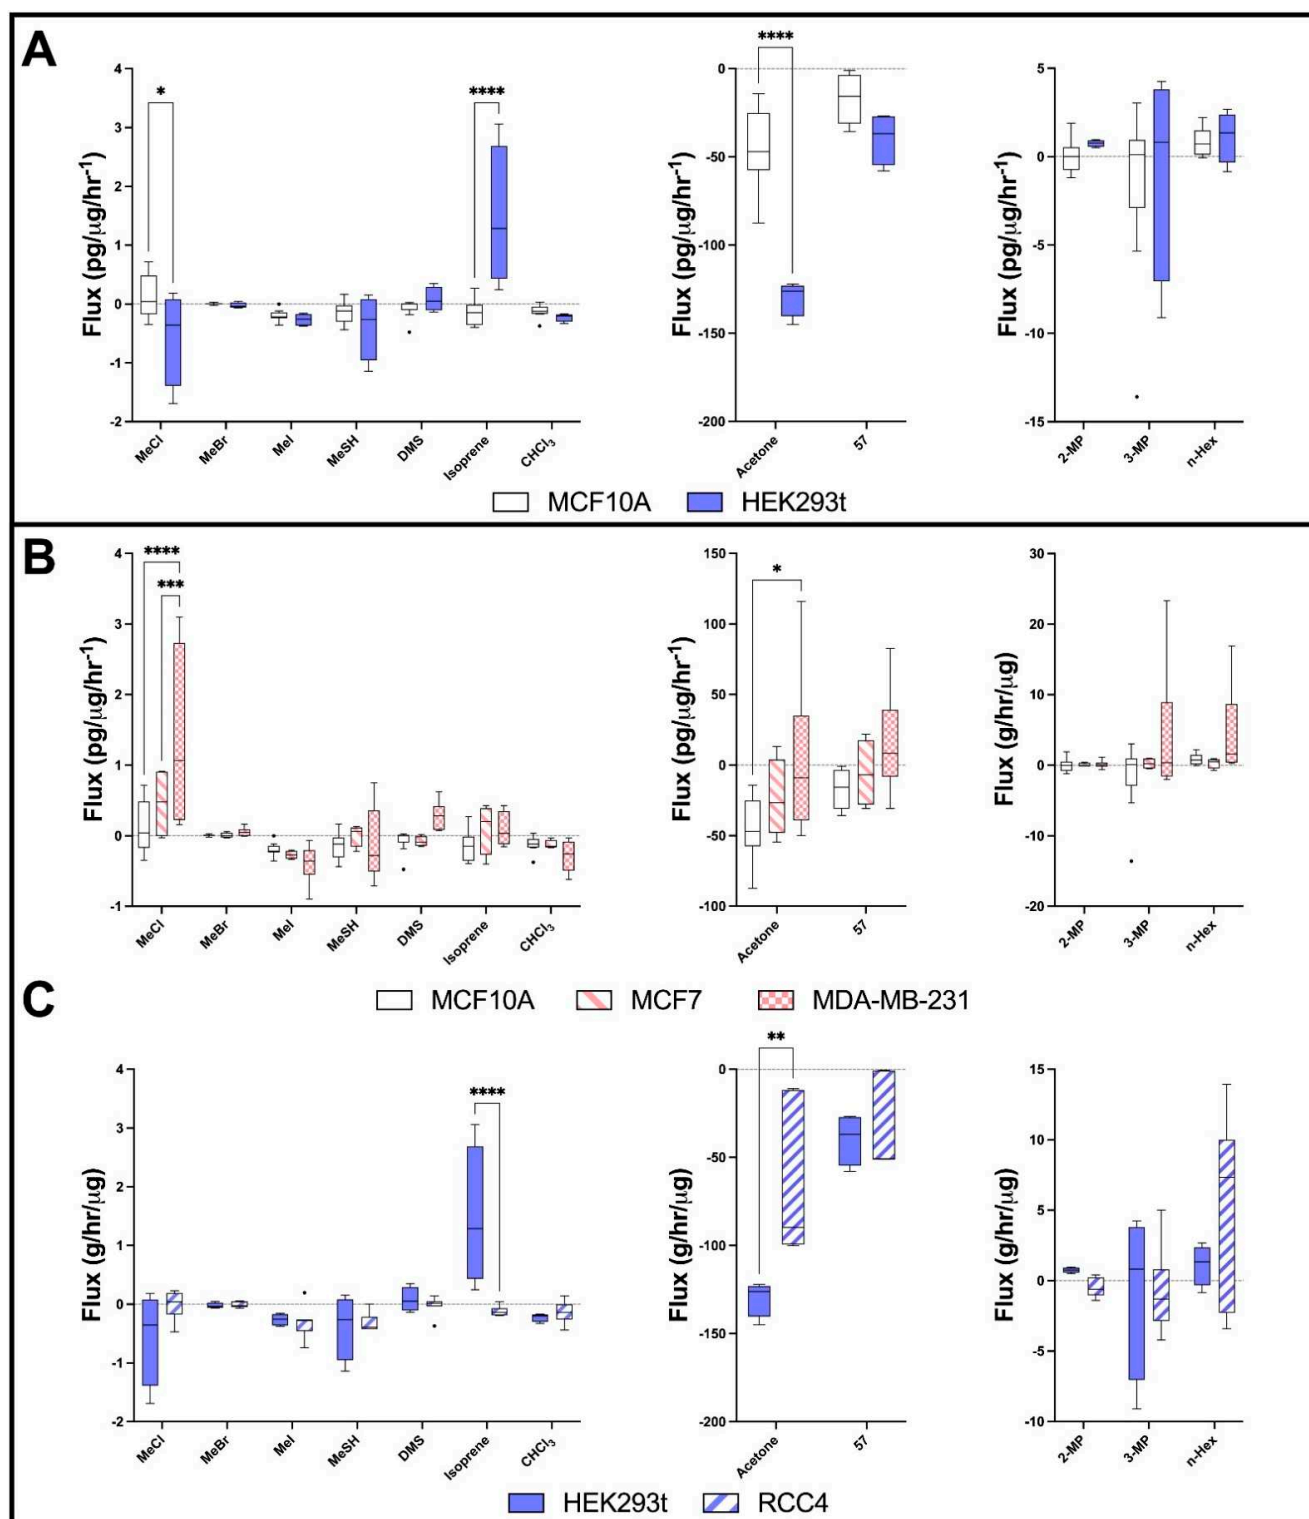 A
Flux (pg/μg/hr⁻¹)
4
3
2
1
0
-1
-2
*
****
MeCl
MeBr
MeI
MeSH
DMS
Isoprene
CHCl₃
Flux (pg/μg/hr⁻¹)
0
-50
-100
-150
-200
****
Acetone
57
Flux (pg/μg/hr⁻¹)
5
0
-5
-10
-15
2-MP
3-MP
n-Hex
MCF10A
HEK293t
B
Flux (pg/μg/hr⁻¹)
4
3
2
1
0
-1
****
***
MeCl
MeBr
MeI
MeSH
DMS
Isoprene
CHCl₃
Flux (pg/μg/hr⁻¹)
150
100
50
0
-50
-100
*
Acetone
57
Flux (g/hr/μg)
30
20
10
0
-10
-20
2-MP
3-MP
n-Hex
MCF10A
MCF7
MDA-MB-231
C
Flux (g/hr/μg)
4
3
2
1
0
-1
-2
****
MeCl
MeBr
MeI
MeSH
DMS
Isoprene
CHCl₃
Flux (g/hr/μg)
0
-50
-100
-150
-200
**
Acetone
57
Flux (g/hr/μg)
15
10
5
0
-5
-10
2-MP
3-MP
n-Hex
HEK293t
RCC4